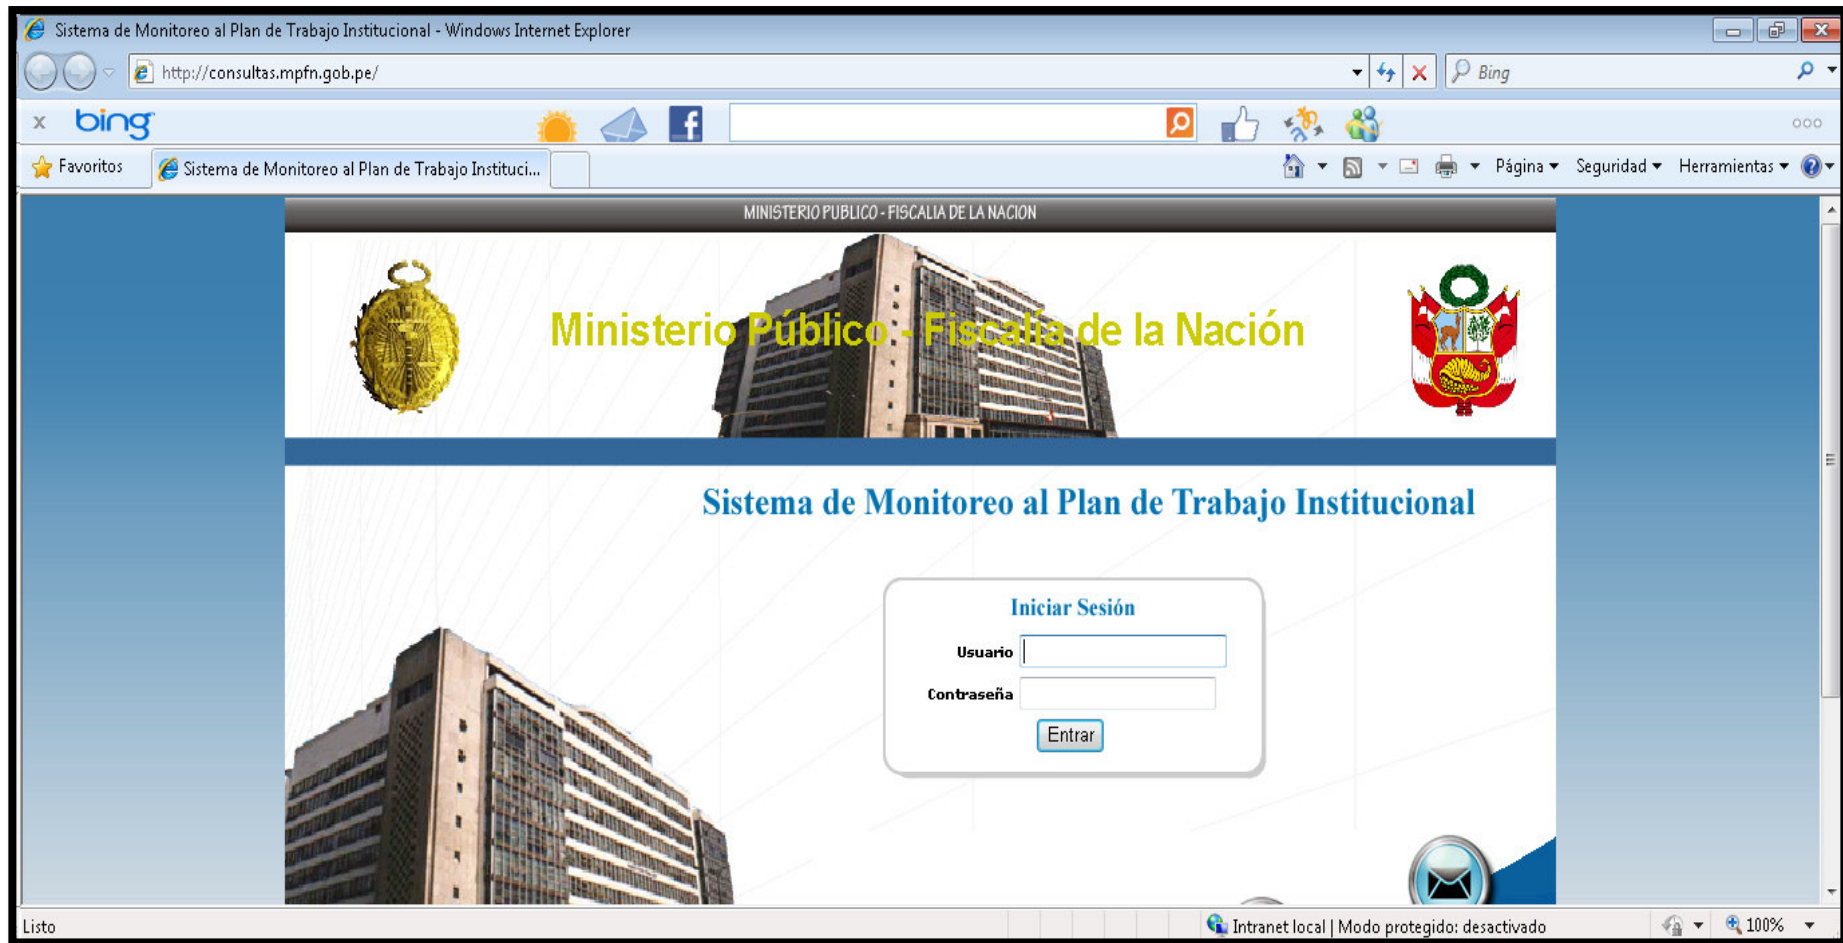 Sistema de Monitoreo al Plan de Trabajo Institucional - Windows Internet Explorer
http://consultas.mpfn.gob.pe/
Bing
x bing
Favoritos
Sistema de Monitoreo al Plan de Trabajo Instituci...
Página
Seguridad
Herramientas
MINISTERIO PUBLICO - FISCALIA DE LA NACION
Ministerio Público - Fiscalía de la Nación
Sistema de Monitoreo al Plan de Trabajo Institucional
Iniciar Sesión
Usuario
Contraseña
Entrar
Listo
Intranet local | Modo protegido: desactivado
100%